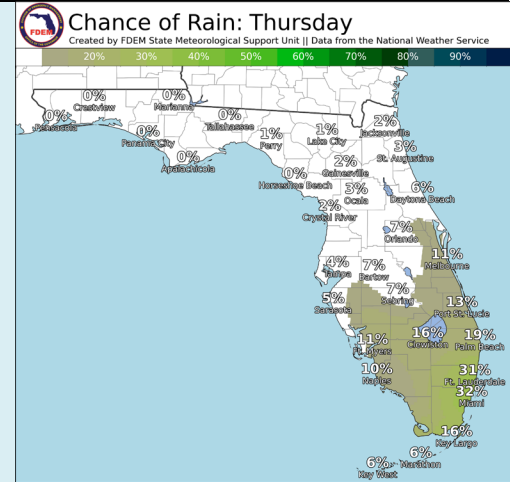 FDEM
Chance of Rain: Thursday
Created by FDEM State Meteorological Support Unit || Data from the National Weather Service
20% 30% 40% 50% 60% 70% 80% 90%
0%
Crestview
0%
Marianna
0%
Pensacola
0%
Tallahassee
0%
Panama City
0%
Apalachicola
1%
Perry
1%
Lake City
2%
Jacksonville
3%
St. Augustine
2%
Gainesville
0%
Horseshoe Beach
3%
Ocala
6%
Daytona Beach
2%
Crystal River
7%
Orlando
11%
Melbourne
4%
Tampa
7%
Bartow
7%
Sebring
5%
Sarasota
13%
Port St. Lucie
11%
Ft. Myers
16%
Clewiston
19%
Palm Beach
10%
Naples
31%
Ft. Lauderdale
32%
Miami
16%
Key Largo
6%
Marathon
6%
Key West